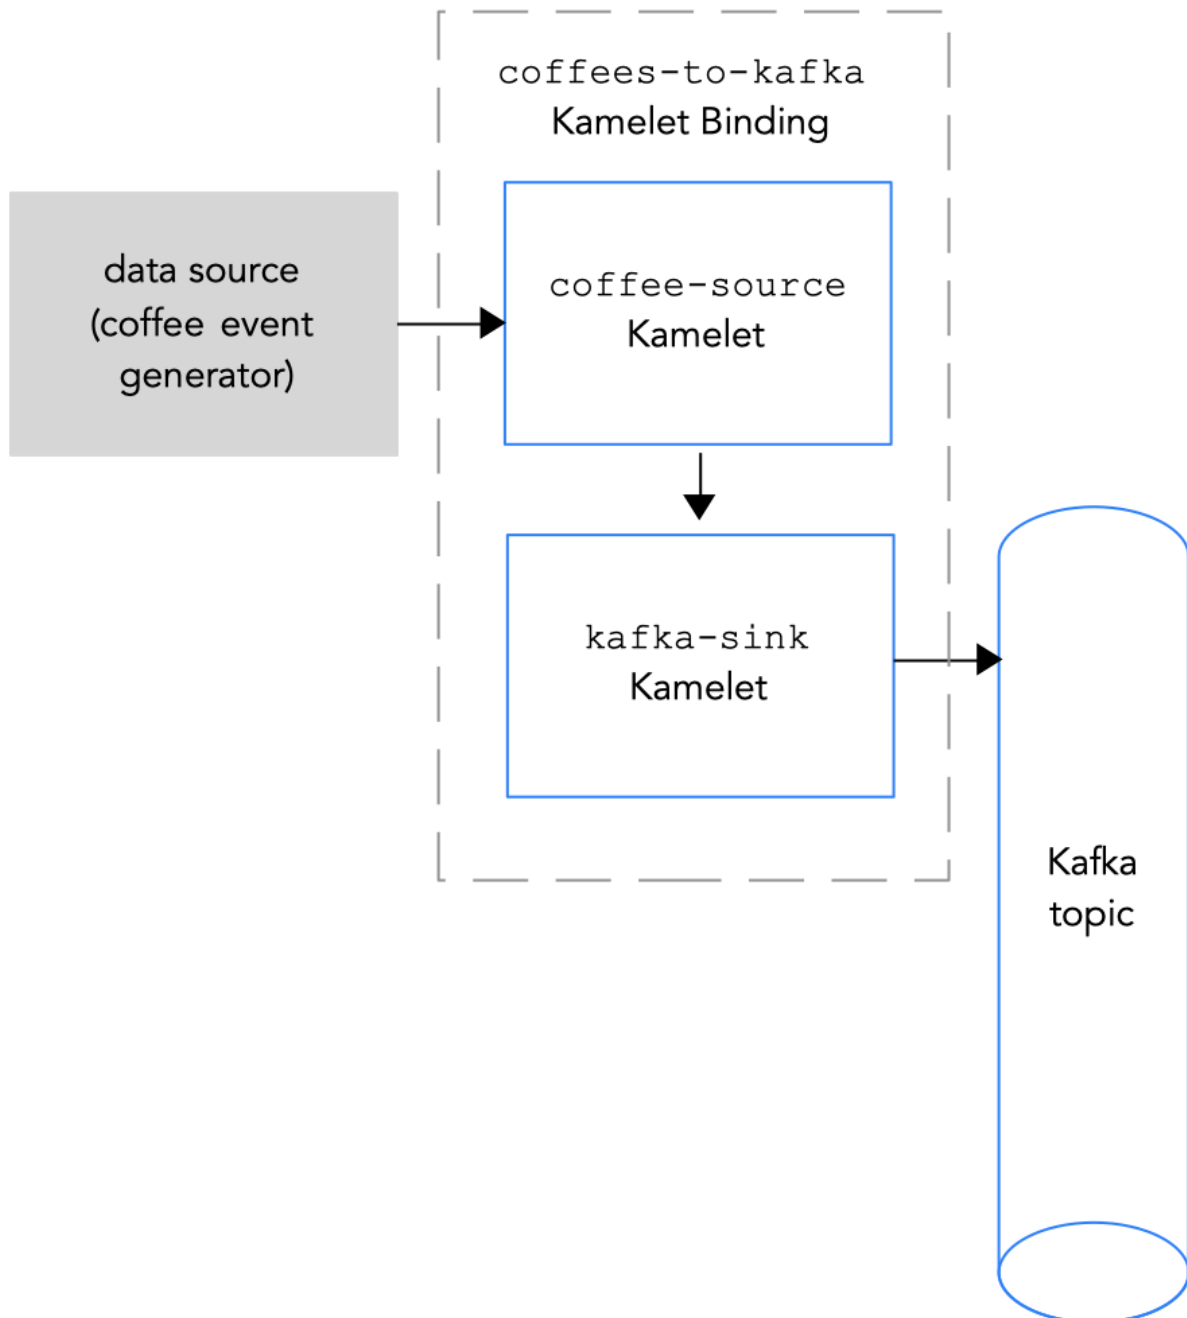 coffees-to-kafka
Kamelet Binding
data source
(coffee event
generator)
coffee-source
Kamelet
kafka-sink
Kamelet
Kafka
topic